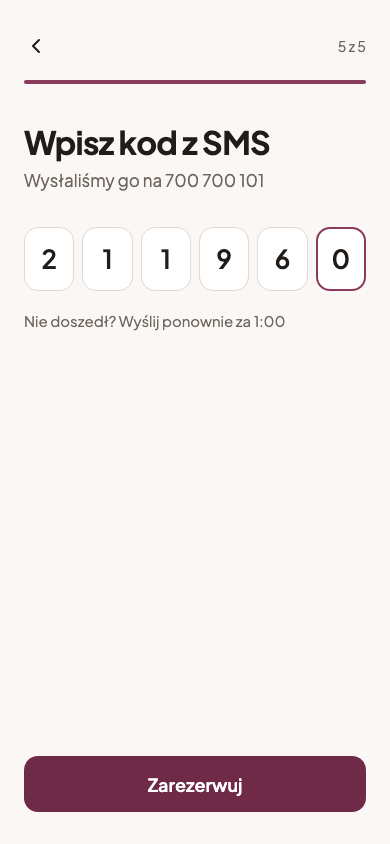 5 z 5
Wpisz kod z SMS
Wysłaliśmy go na 700 700 101
2 1 1 9 6 0
Nie doszedł? Wyślij ponownie za 1:00
Zarezerwuj